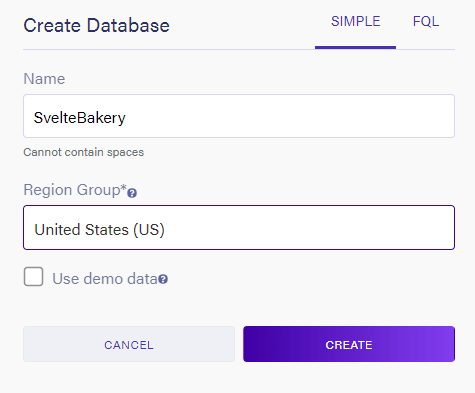 Create Database
SIMPLE
FQL
Name
SvelteBakery
Cannot contain spaces
Region Group*?
United States (US)
Use demo data?
CANCEL
CREATE